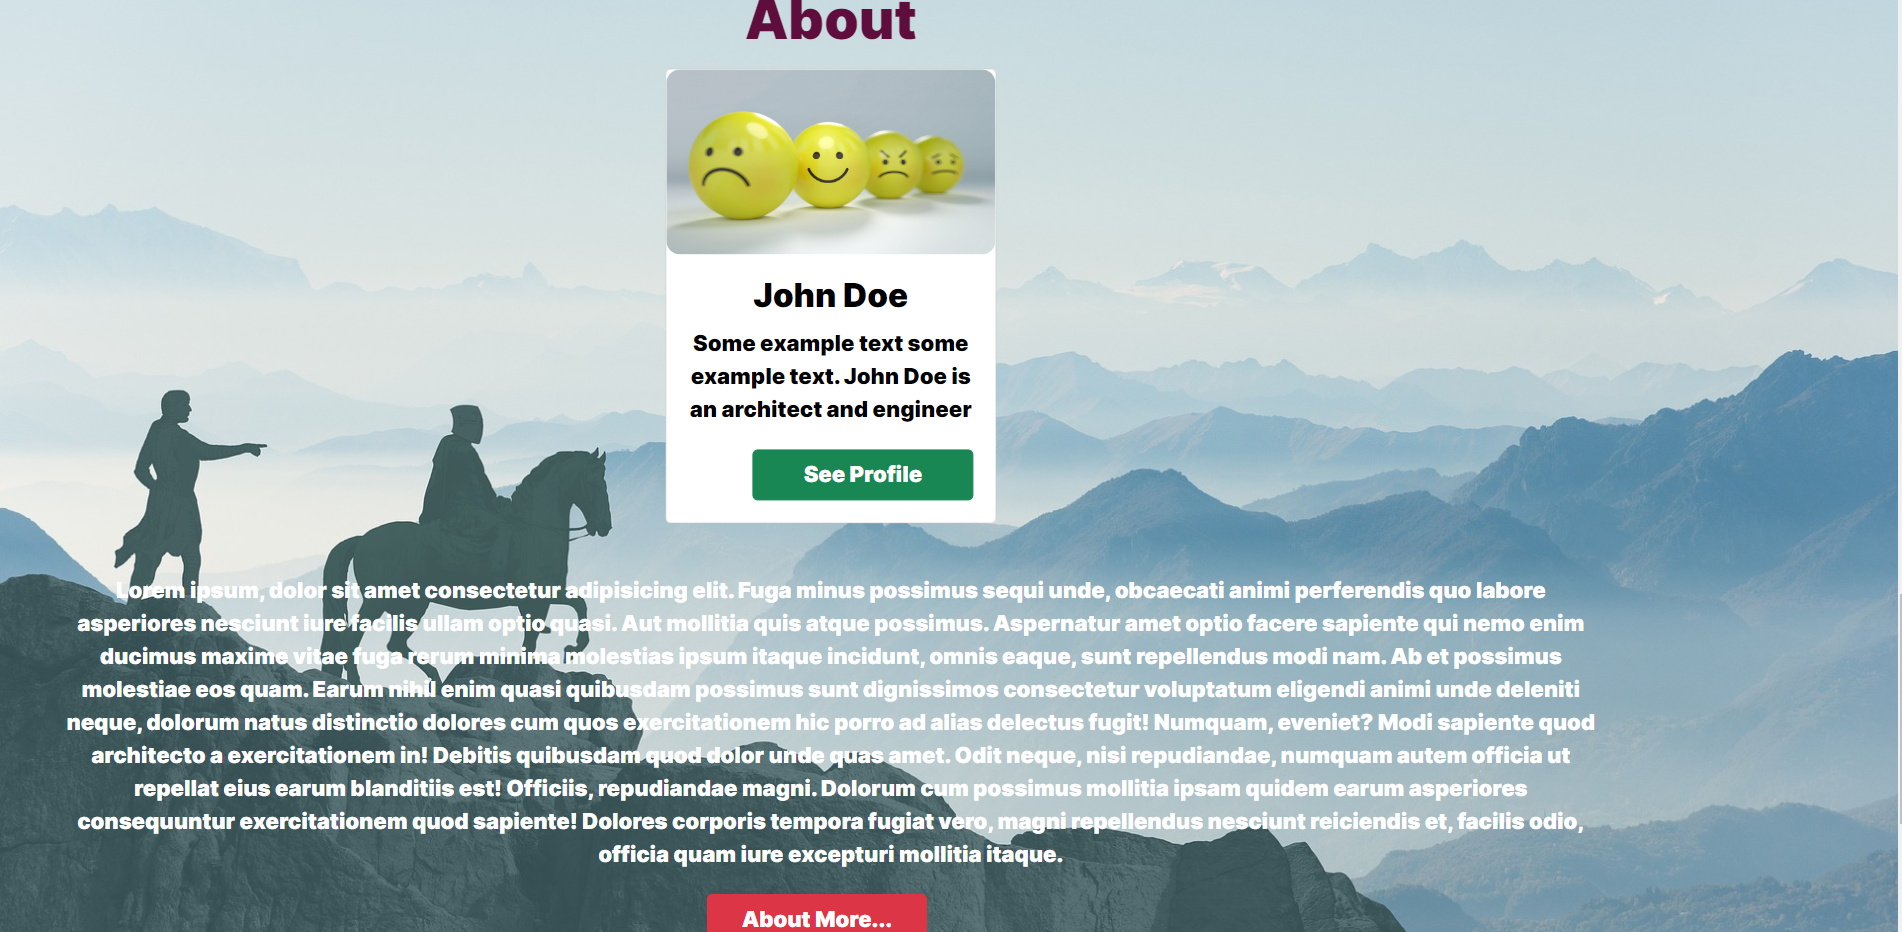 About
John Doe
Some example text some
example text. John Doe is
an architect and engineer
See Profile
Lorem ipsum, dolor sit amet consectetur adipisicing elit. Fuga minus possimus sequi unde, obcaecati animi perferendis quo labore
asperiores nesciunt iure facilis ullam optio quasi. Aut mollitia quis atque possimus. Aspernatur amet optio facere sapiente qui nemo enim
ducimus maxime vitae fuga rerum minima molestias ipsum itaque incidunt, omnis eaque, sunt repellendus modi nam. Ab et possimus
molestiae eos quam. Earum nihil enim quasi quibusdam possimus sunt dignissimos consectetur voluptatum eligendi animi unde deleniti
neque, dolorum natus distinctio dolores cum quos exercitationem hic porro ad alias delectus fugit! Numquam, eveniet? Modi sapiente quod
architecto a exercitationem in! Debitis quibusdam quod dolor unde quas amet. Odit neque, nisi repudiandae, numquam autem officia ut
repellat eius earum blanditiis est! Officiis, repudiandae magni. Dolorum cum possimus mollitia ipsam quidem earum asperiores
consequuntur exercitationem quod sapiente! Dolores corporis tempora fugiat vero, magni repellendus nesciunt reiciendis et, facilis odio,
officia quam iure excepturi mollitia itaque.
About More...